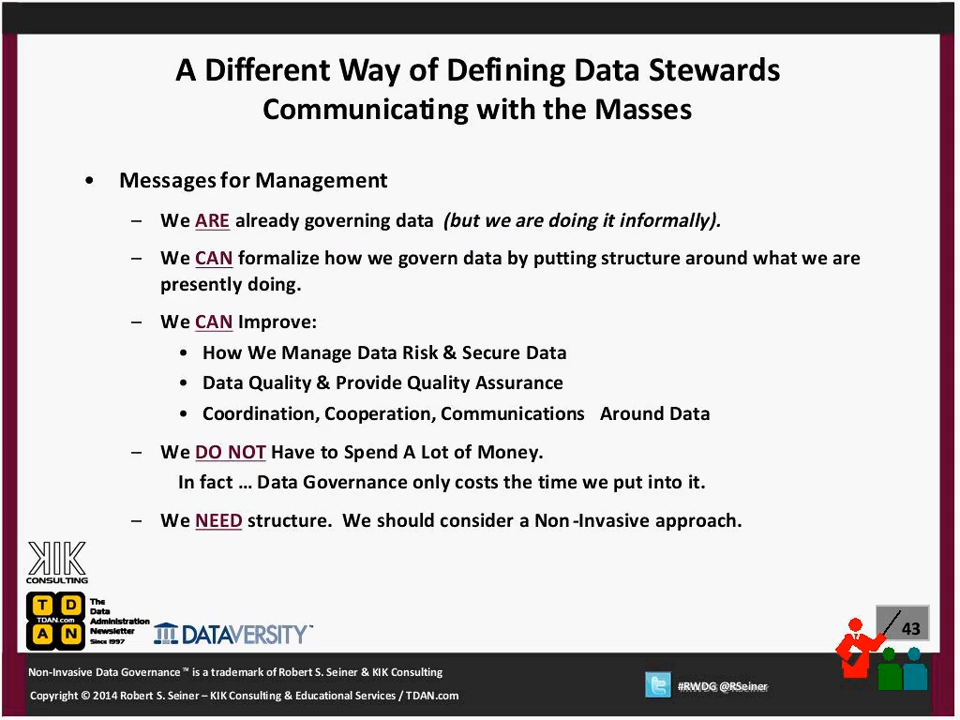 A Different Way of Defining Data Stewards
Communicating with the Masses
• Messages for Management
– We ARE already governing data (but we are doing it informally).
– We CAN formalize how we govern data by putting structure around what we are
presently doing.
– We CAN Improve:
• How We Manage Data Risk & Secure Data
• Data Quality & Provide Quality Assurance
• Coordination, Cooperation, Communications Around Data
– We DO NOT Have to Spend A Lot of Money.
In fact … Data Governance only costs the time we put into it.
– We NEED structure. We should consider a Non-Invasive approach.
KIK
CONSULTING
T D
TDAN.com
A N
The
Data
Administration
Newsletter
Since 1997
DATAVERSITY™
43
Non-Invasive Data Governance™ is a trademark of Robert S. Seiner & KIK Consulting
Copyright © 2014 Robert S. Seiner – KIK Consulting & Educational Services / TDAN.com
#RWDG @RSeiner